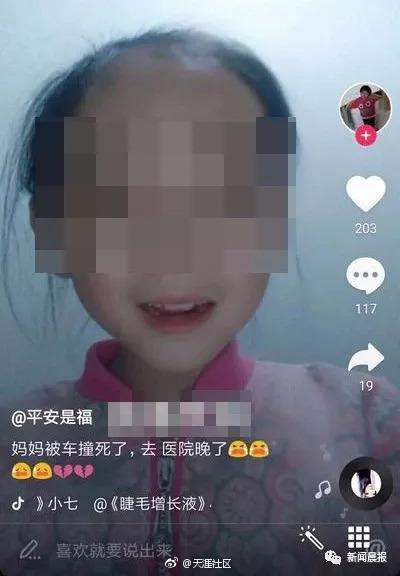 203
117
19
@平安是福
妈妈被车撞死了，去 医院晚了
》小七 @《睫毛增长液》.
喜欢就要说出来
@
天涯社区
新闻晨报